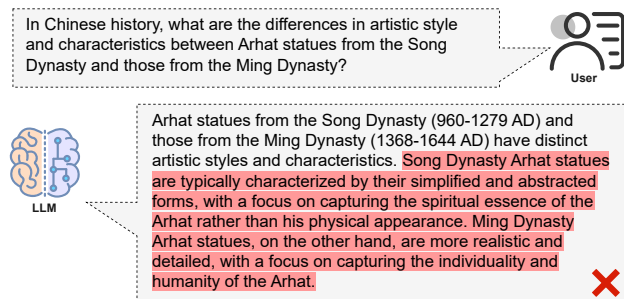 In Chinese history, what are the differences in artistic style
and characteristics between Arhat statues from the Song
Dynasty and those from the Ming Dynasty?
User
Arhat statues from the Song Dynasty (960-1279 AD) and
those from the Ming Dynasty (1368-1644 AD) have distinct
artistic styles and characteristics. Song Dynasty Arhat statues
are typically characterized by their simplified and abstracted
forms, with a focus on capturing the spiritual essence of the
Arhat rather than his physical appearance. Ming Dynasty
Arhat statues, on the other hand, are more realistic and
detailed, with a focus on capturing the individuality and
humanity of the Arhat.
LLM